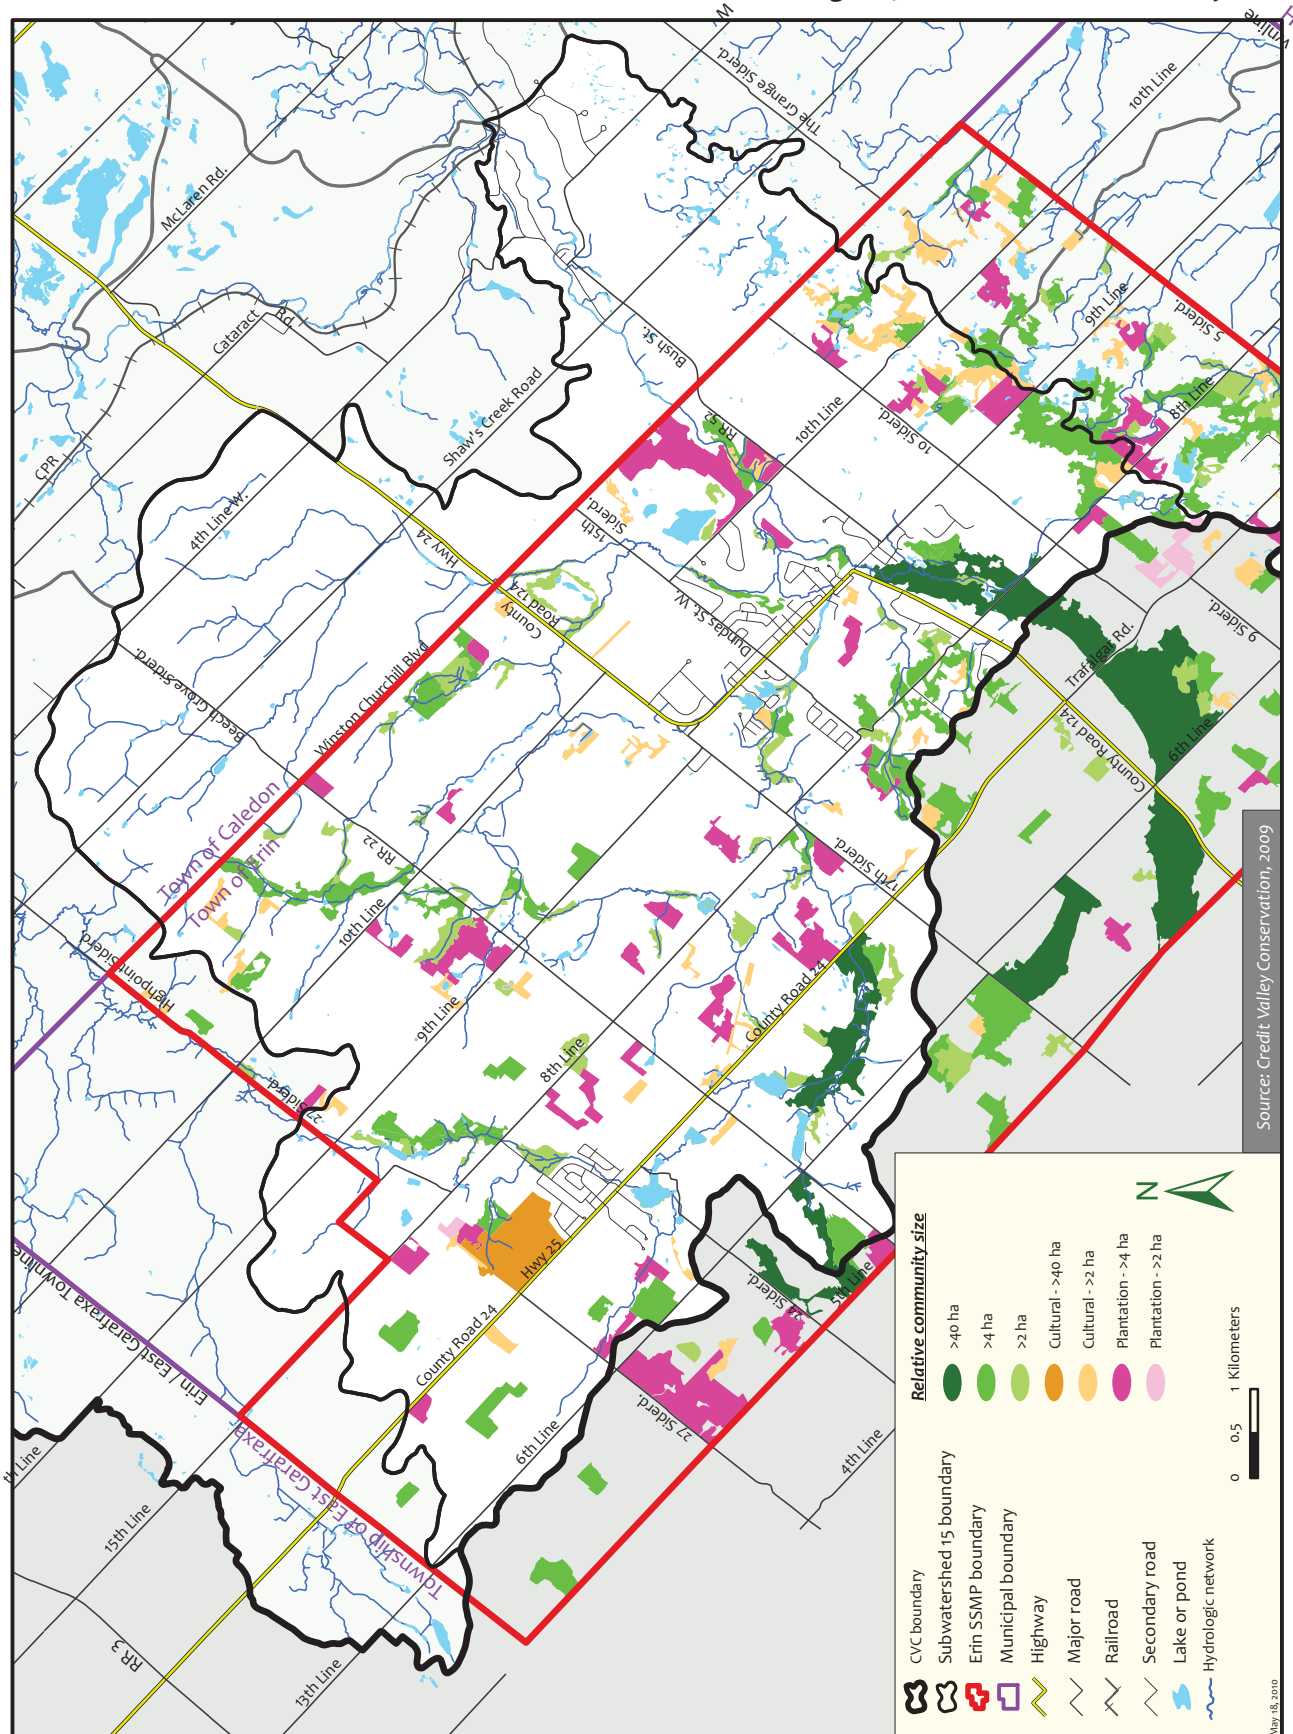 McLaren Rd.
The Grange Siderd.
10th Line
Cataract
Rd
CPR
4th Line W.
Shaw's Creek Road
Bush St.
Hwy 24
9th Line
5 Siderd.
8th Line
RR 52
10th Line
10 Siderd.
15th
Siderd.
County
Road 124
Dundas St. W.
Beech Grove Siderd.
Winston Churchill Blvd
Town of Caledon
Town of Erin
RR 22
10th Line
Highpoint Siderd.
27 Siderd.
9th Line
8th Line
17th Siderd.
County Road 24
9 Siderd.
Trafalgar Rd.
County Road 124
6th Line
Erin / East Garafraxa Townline
Township of East Garafraxa
Hwy 25
County Road 24
24 Siderd.
5th Line
27 Siderd.
6th Line
4th Line
th Line
15th Line
13th Line
RR 3
Source: Credit Valley Conservation, 2009
CVC boundary
Subwatershed 15 boundary
Erin SSMP boundary
Municipal boundary
Highway
Major road
Railroad
Secondary road
Lake or pond
Hydrologic network
Relative community size
>40 ha
>4 ha
>2 ha
Cultural - >40 ha
Cultural - >2 ha
Plantation - >4 ha
Plantation - >2 ha
N
0 0.5 1 Kilometers
May 18, 2010